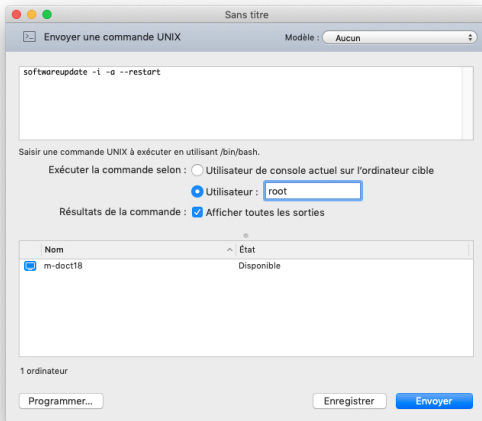 Sans titre
Envoyer une commande UNIX
Modèle : Aucun
softwareupdate -i -a --restart
Saisir une commande UNIX à exécuter en utilisant /bin/bash.
Exécuter la commande selon : Utilisateur de console actuel sur l'ordinateur cible
Utilisateur : root
Résultats de la commande : Afficher toutes les sorties
Nom État
m-doct18 Disponible
1 ordinateur
Programmer... Enregistrer Envoyer